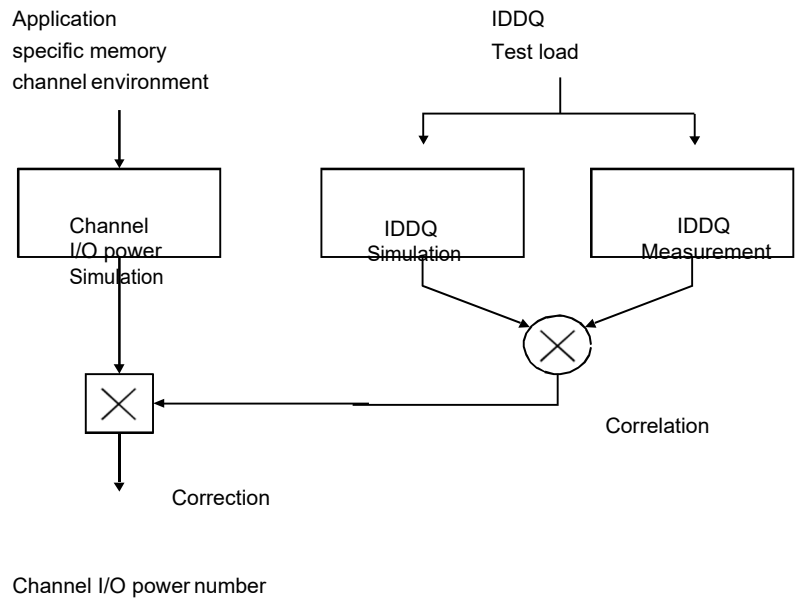 Application
specific memory
channel environment
IDDQ
Test load
Channel
I/O power
Simulation
IDDQ
Simulation
IDDQ
Measurement
Correlation
Correction
Channel I/O power number